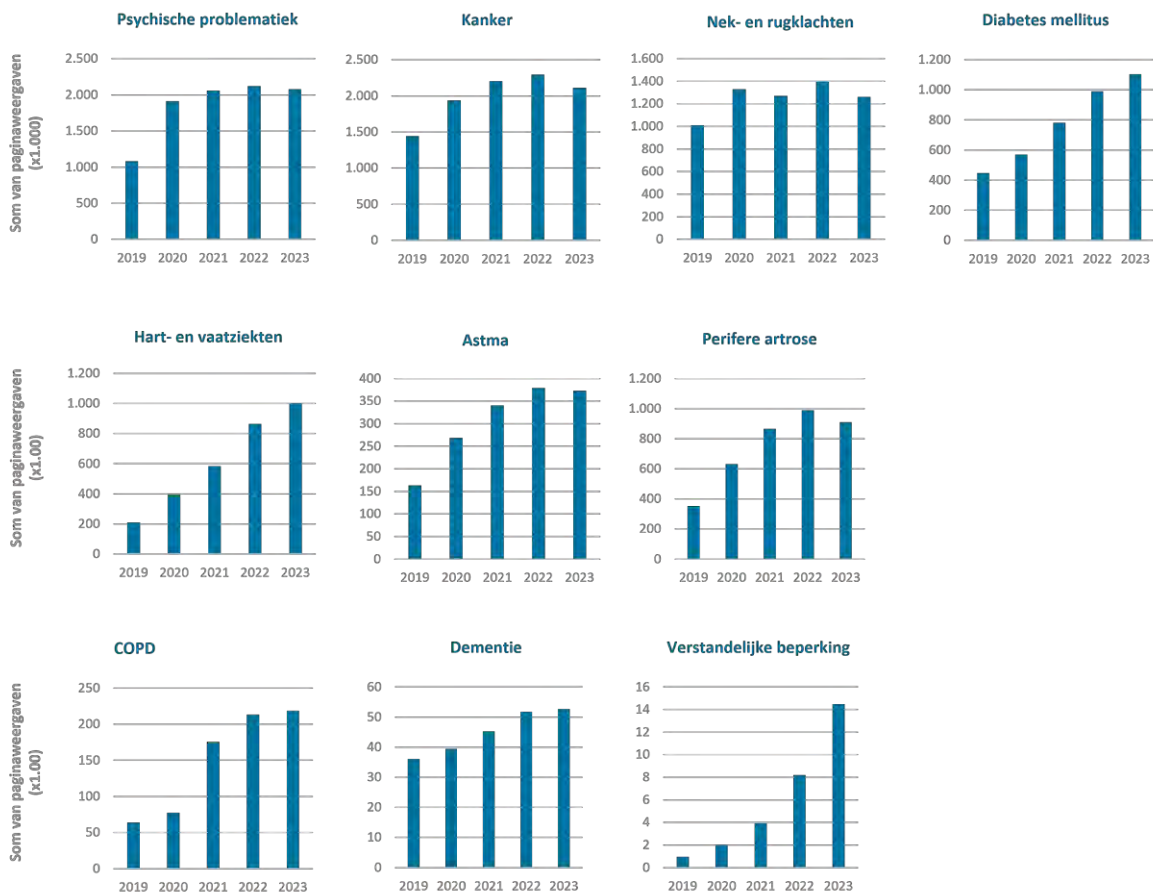 Psychische problematiek
Kanker
Nek- en rugklachten
Diabetes mellitus
Som van paginaweergaven
(x1.000)
2.500
2.000
1.500
1.000
500
0
2019 2020 2021 2022 2023
2.500
2.000
1.500
1.000
500
0
2019 2020 2021 2022 2023
1.600
1.400
1.200
1.000
800
600
400
200
0
2019 2020 2021 2022 2023
1.200
1.000
800
600
400
200
0
2019 2020 2021 2022 2023
Hart- en vaatziekten
Astma
Perifere artrose
Som van paginaweergaven
(x1.00)
1.200
1.000
800
600
400
200
0
2019 2020 2021 2022 2023
400
350
300
250
200
150
100
50
0
2019 2020 2021 2022 2023
1.200
1.000
800
600
400
200
0
2019 2020 2021 2022 2023
COPD
Dementie
Verstandelijke beperking
Som van paginaweergaven
(x1.00)
250
200
150
100
50
0
2019 2020 2021 2022 2023
60
50
40
30
20
10
0
2019 2020 2021 2022 2023
16
14
12
10
8
6
4
2
0
2019 2020 2021 2022 2023